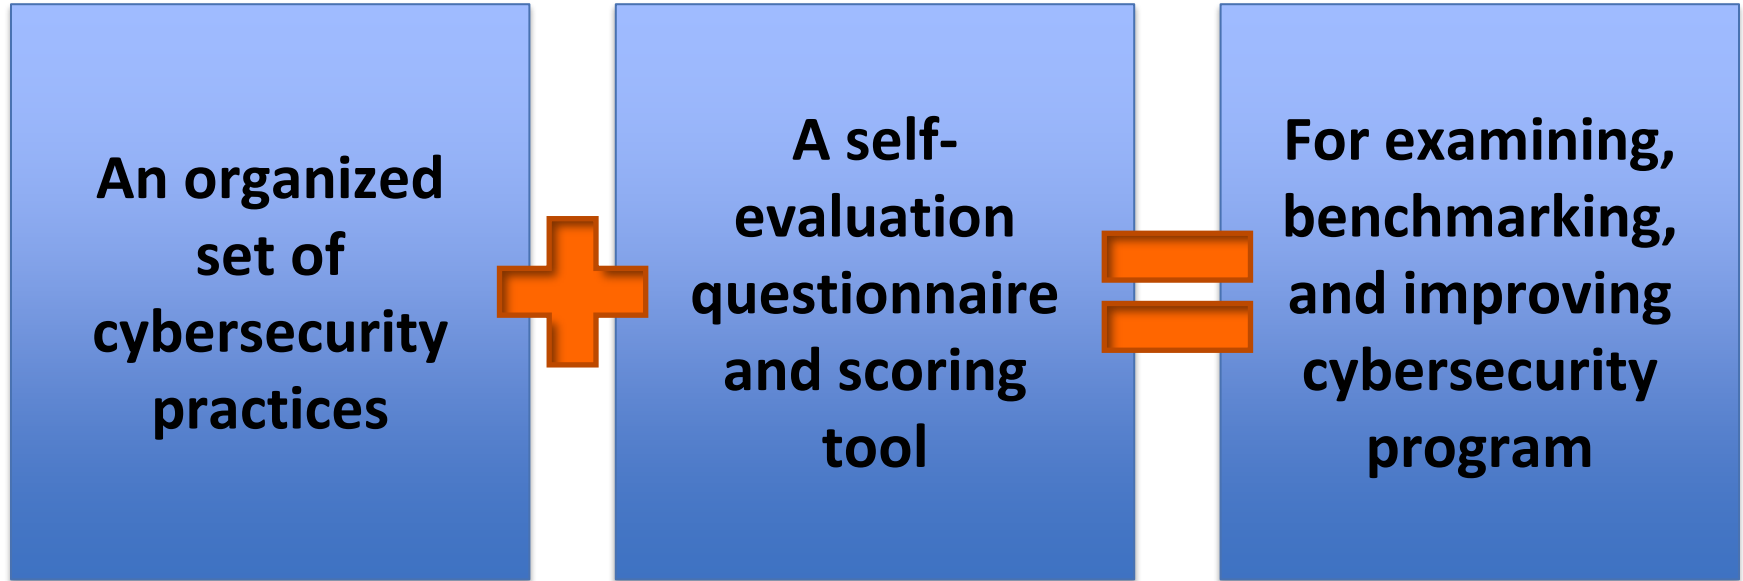 An organized
set of
cybersecurity
practices
A self-
evaluation
questionnaire
and scoring
tool
For examining,
benchmarking,
and improving
cybersecurity
program